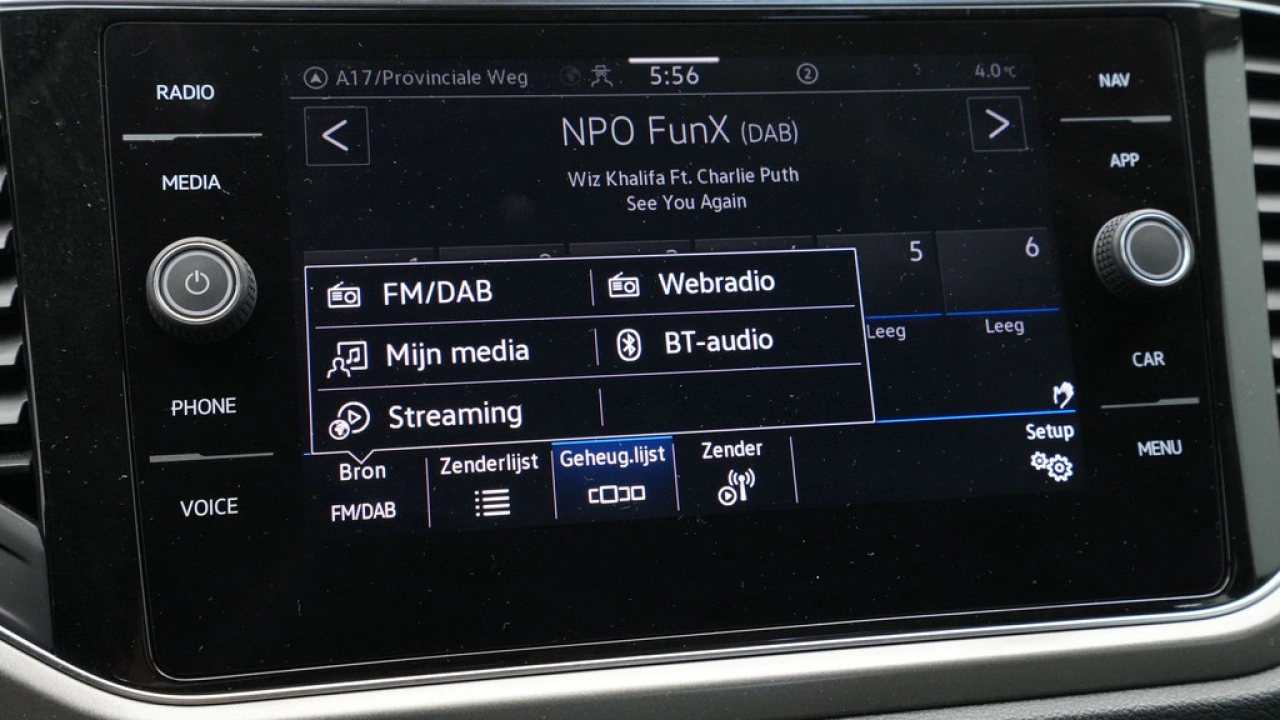 RADIO
MEDIA
PHONE
VOICE
A17/Provinciale Weg
5:56
2
4.0°C
<
NPO FunX (DAB)
>
Wiz Khalifa Ft. Charlie Puth
See You Again
5
6
Leeg
Leeg
FM/DAB
Webradio
Mijn media
BT-audio
Streaming
Bron
FM/DAB
Zenderlijst
Geheug.lijst
Zender
Setup
NAV
APP
CAR
MENU